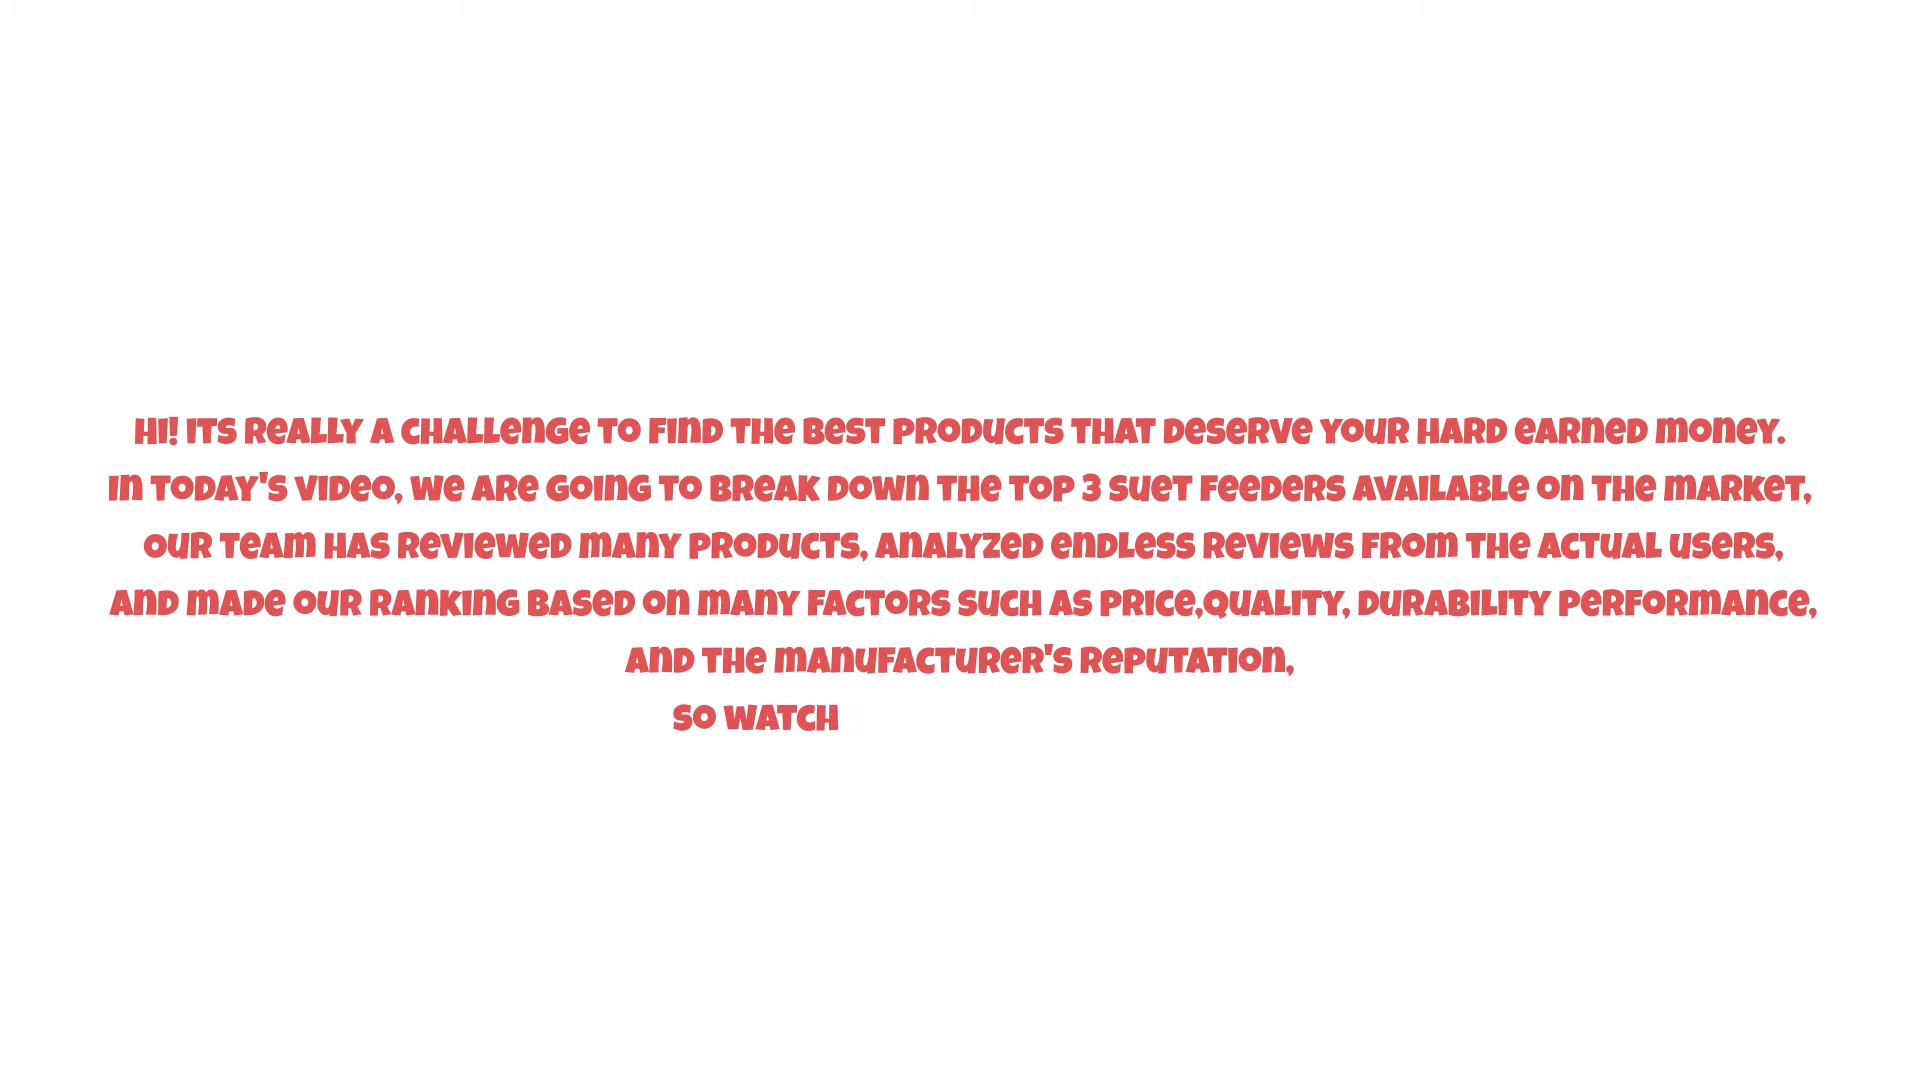 Hi! Its really a challenge to find the best products that deserve your hard earned money.
In today's video, we are going to break down the top 3 suet feeders available on the market,
our team has reviewed many products, analyzed endless reviews from the actual users,
and made our ranking based on many factors such as price,quality, durability performance,
and the manufacturer's reputation,
so watch